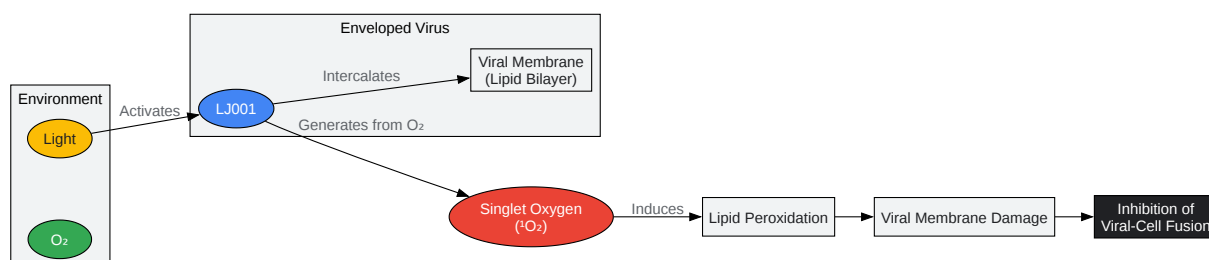 Enveloped Virus
Viral Membrane
(Lipid Bilayer)
Intercalates
Environment
Activates
LJ001
Light
Generates from O₂
Singlet Oxygen
(¹O₂)
Induces
Lipid Peroxidation
Viral Membrane Damage
Inhibition of
Viral-Cell Fusion
O₂